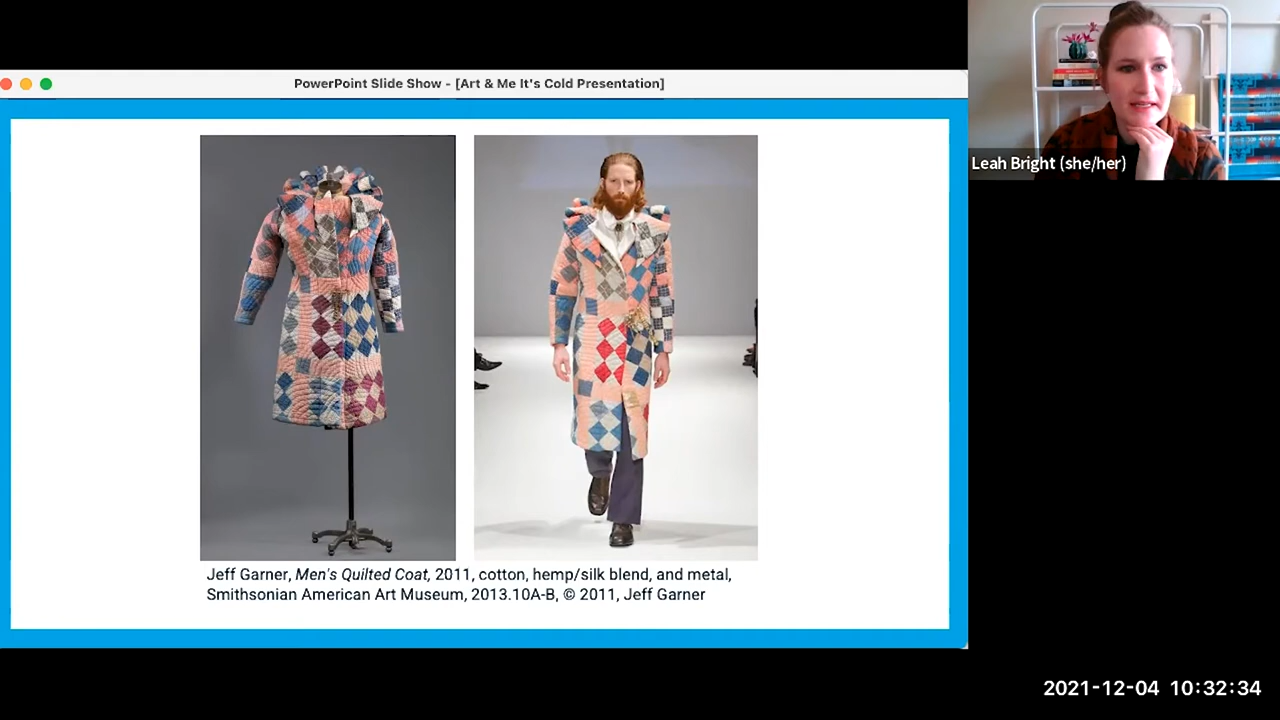 PowerPoint Slide Show - [Art & Me It's Cold Presentation]
Leah Bright (she/her)
Jeff Garner, Men's Quilted Coat, 2011, cotton, hemp/silk blend, and metal,
Smithsonian American Art Museum, 2013.10A-B, © 2011, Jeff Garner
2021-12-04 10:32:34